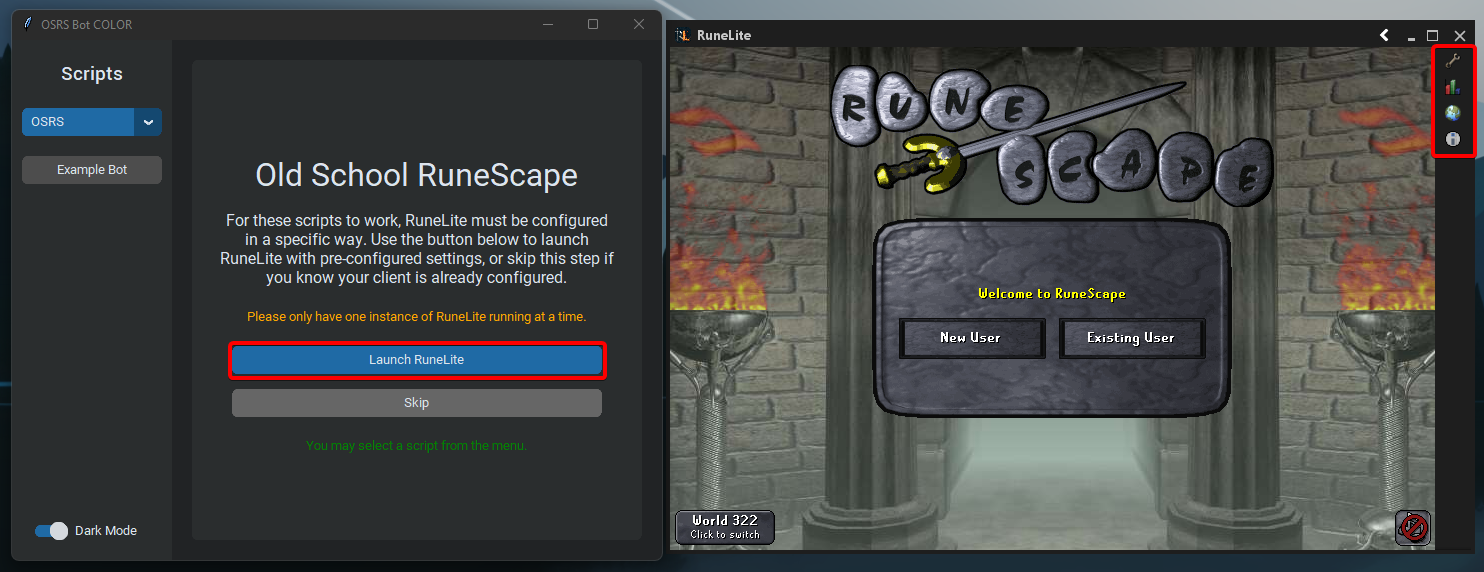 OSRS Bot COLOR
Scripts
OSRS
Example Bot
Dark Mode
Old School RuneScape
For these scripts to work, RuneLite must be configured
in a specific way. Use the button below to launch
RuneLite with pre-configured settings, or skip this step if
you know your client is already configured.
Please only have one instance of RuneLite running at a time.
Launch RuneLite
Skip
You may select a script from the menu.
RuneLite
RUNE
SCAPE
Welcome to RuneScape
New User
Existing User
World 322
Click to switch